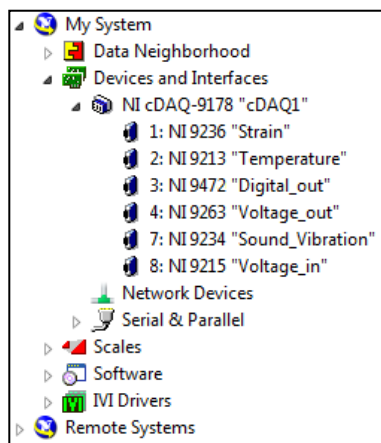 My System
Data Neighborhood
Devices and Interfaces
NI cDAQ-9178 "cDAQ1"
1: NI 9236 "Strain"
2: NI 9213 "Temperature"
3: NI 9472 "Digital_out"
4: NI 9263 "Voltage_out"
7: NI 9234 "Sound_Vibration"
8: NI 9215 "Voltage_in"
Network Devices
Serial & Parallel
Scales
Software
IVI Drivers
Remote Systems